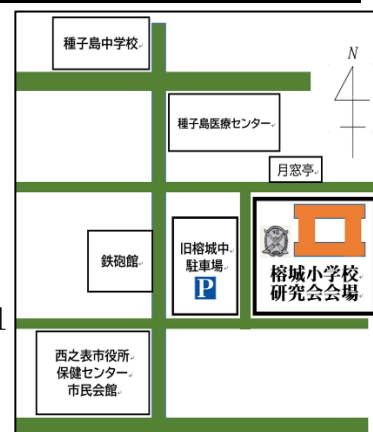 種子島中学校
N
種子島医療センター
月窓亭
鉄砲館
旧榕城中
駐車場
P
榕城小学校
研究会会場
1
西之表市役所
保健センター
市民会館